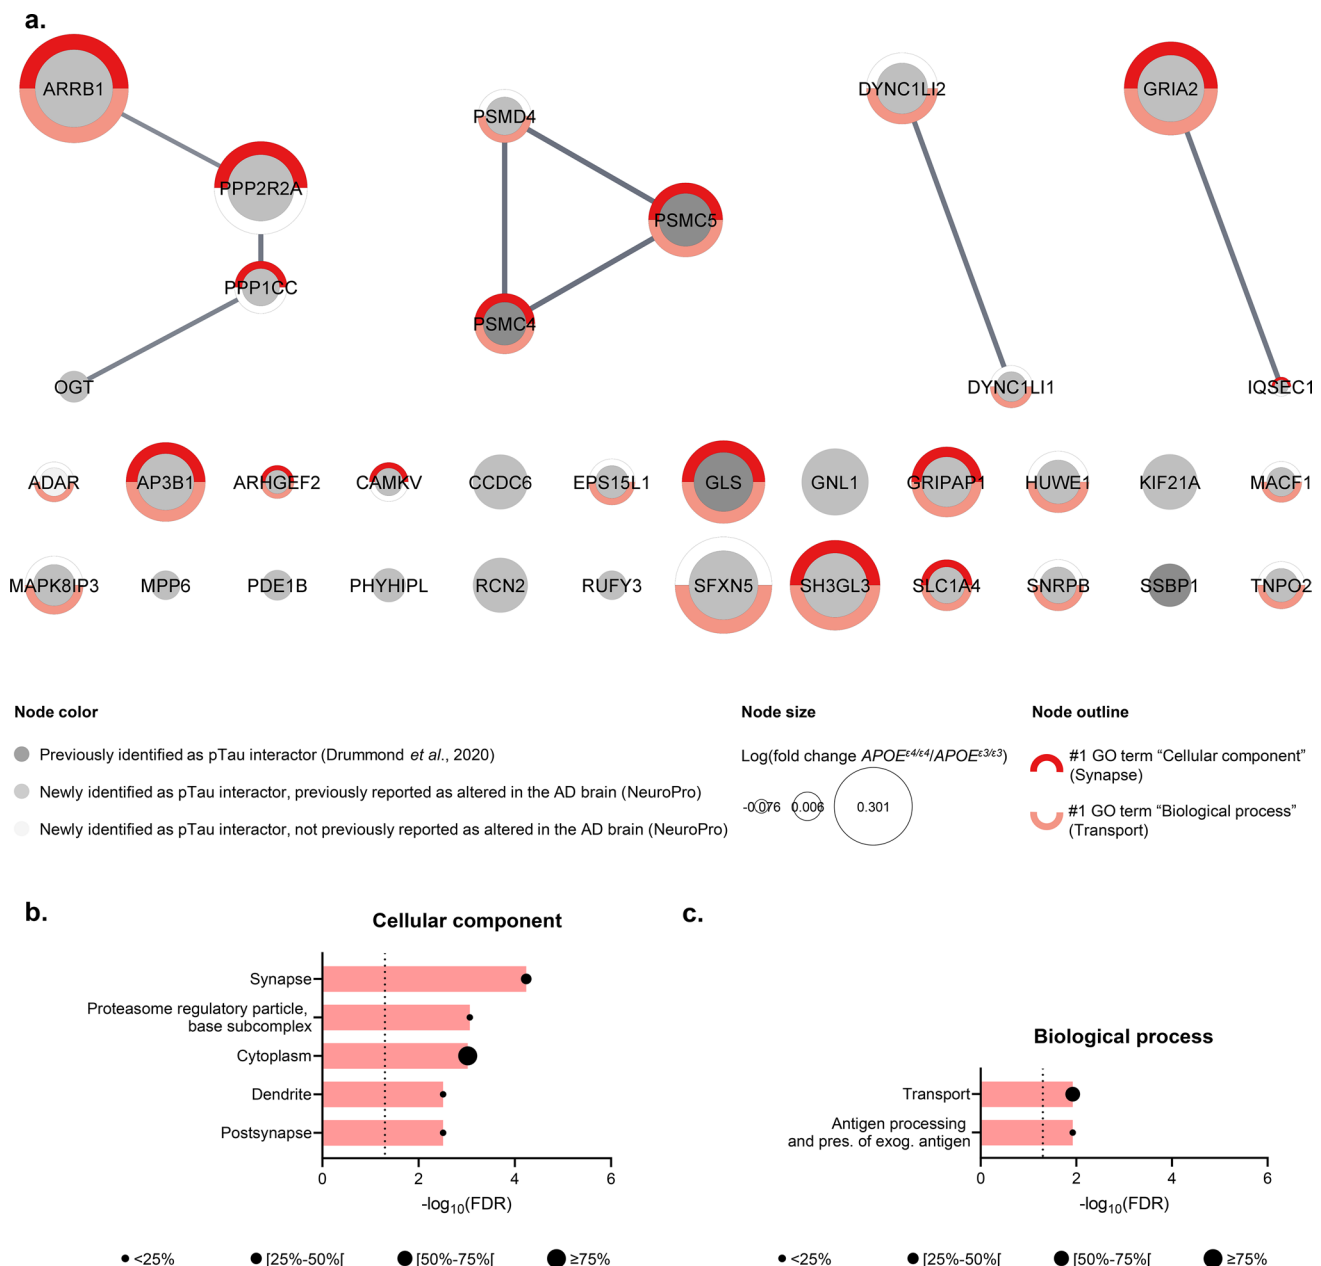 a.
ARRB1
DYNC1LI2
GRIA2
PSMD4
PPP2R2A
PSMC5
PPP1CC
PSMC4
OGT
DYNC1LI1
IQSEC1
ADAR AP3B1 ARHGEF2 CAMKV CCDC6 EPS15L1 GLS GNL1 GRIPAP1 HUWE1 KIF21A MACF1
MAPK8IP3 MPP6 PDE1B PHYHIPL RCN2 RUFY3 SFXN5 SH3GL3 SLC1A4 SNRPB SSBP1 TNPO2
Node color
Previously identified as pTau interactor (Drummond et al., 2020)
Newly identified as pTau interactor, previously reported as altered in the AD brain (NeuroPro)
Newly identified as pTau interactor, not previously reported as altered in the AD brain (NeuroPro)
Node size
Log(fold change APOE^ε4/ε4/APOE^ε3/ε3)
-0.076 0.006 0.301
Node outline
#1 GO term “Cellular component”
(Synapse)
#1 GO term “Biological process”
(Transport)
b.
Cellular component
Synapse
Proteasome regulatory particle,
base subcomplex
Cytoplasm
Dendrite
Postsynapse
0 2 4 6
-log₁₀(FDR)
<25% [25%-50%[ [50%-75%[ ≥75%
c.
Biological process
Transport
Antigen processing
and pres. of exog. antigen
0 2 4 6
-log₁₀(FDR)
<25% [25%-50%[ [50%-75%[ ≥75%